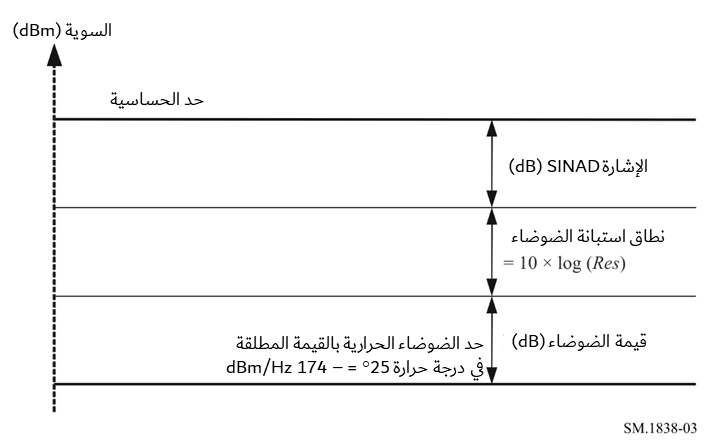 السوية (dBm)
حد الحساسية
الإشارة SINAD (dB)
نطاق استبانة الضوضاء
= 10 × log (Res)
قيمة الضوضاء (dB)
حد الضوضاء الحرارية بالقيمة المطلقة
في درجة حرارة 25° = – 174 dBm/Hz
SM.1838-03